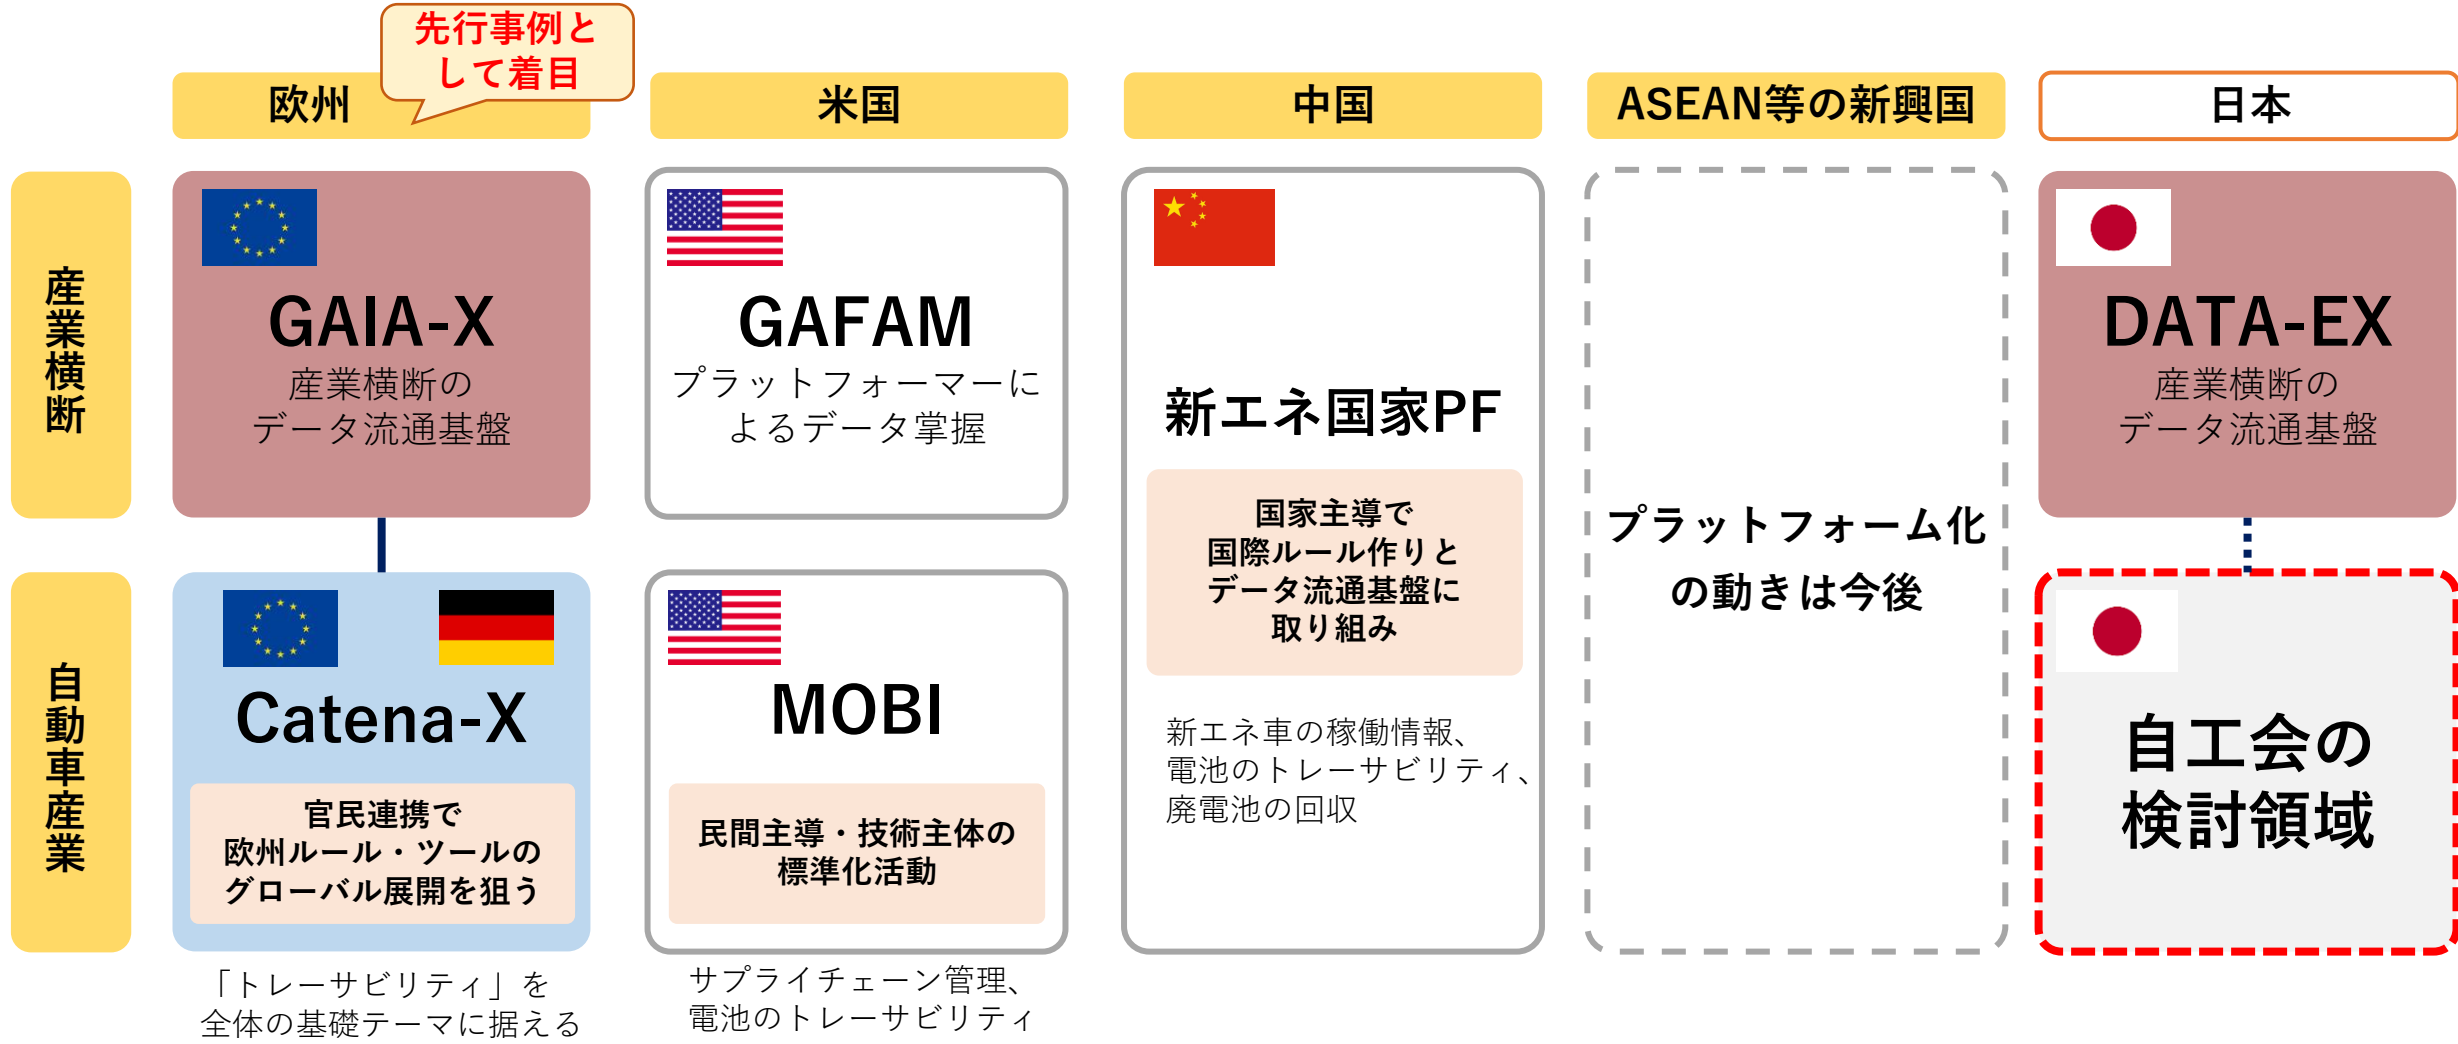 先行事例と
して着目
欧州
米国
中国
ASEAN等の新興国
日本
産業横断
GAIA-X
産業横断の
データ流通基盤
GAFAM
プラットフォーマーに
よるデータ掌握
新エネ国家PF
国家主導で
国際ルール作りと
データ流通基盤に
取り組み
新エネ車の稼働情報、
電池のトレーサビリティ、
廃電池の回収
プラットフォーム化
の動きは今後
DATA-EX
産業横断の
データ流通基盤
自動車産業
Catena-X
官民連携で
欧州ルール・ツールの
グローバル展開を狙う
「トレーサビリティ」を
全体の基礎テーマに据える
MOBI
民間主導・技術主体の
標準化活動
サプライチェーン管理、
電池のトレーサビリティ
自工会の
検討領域